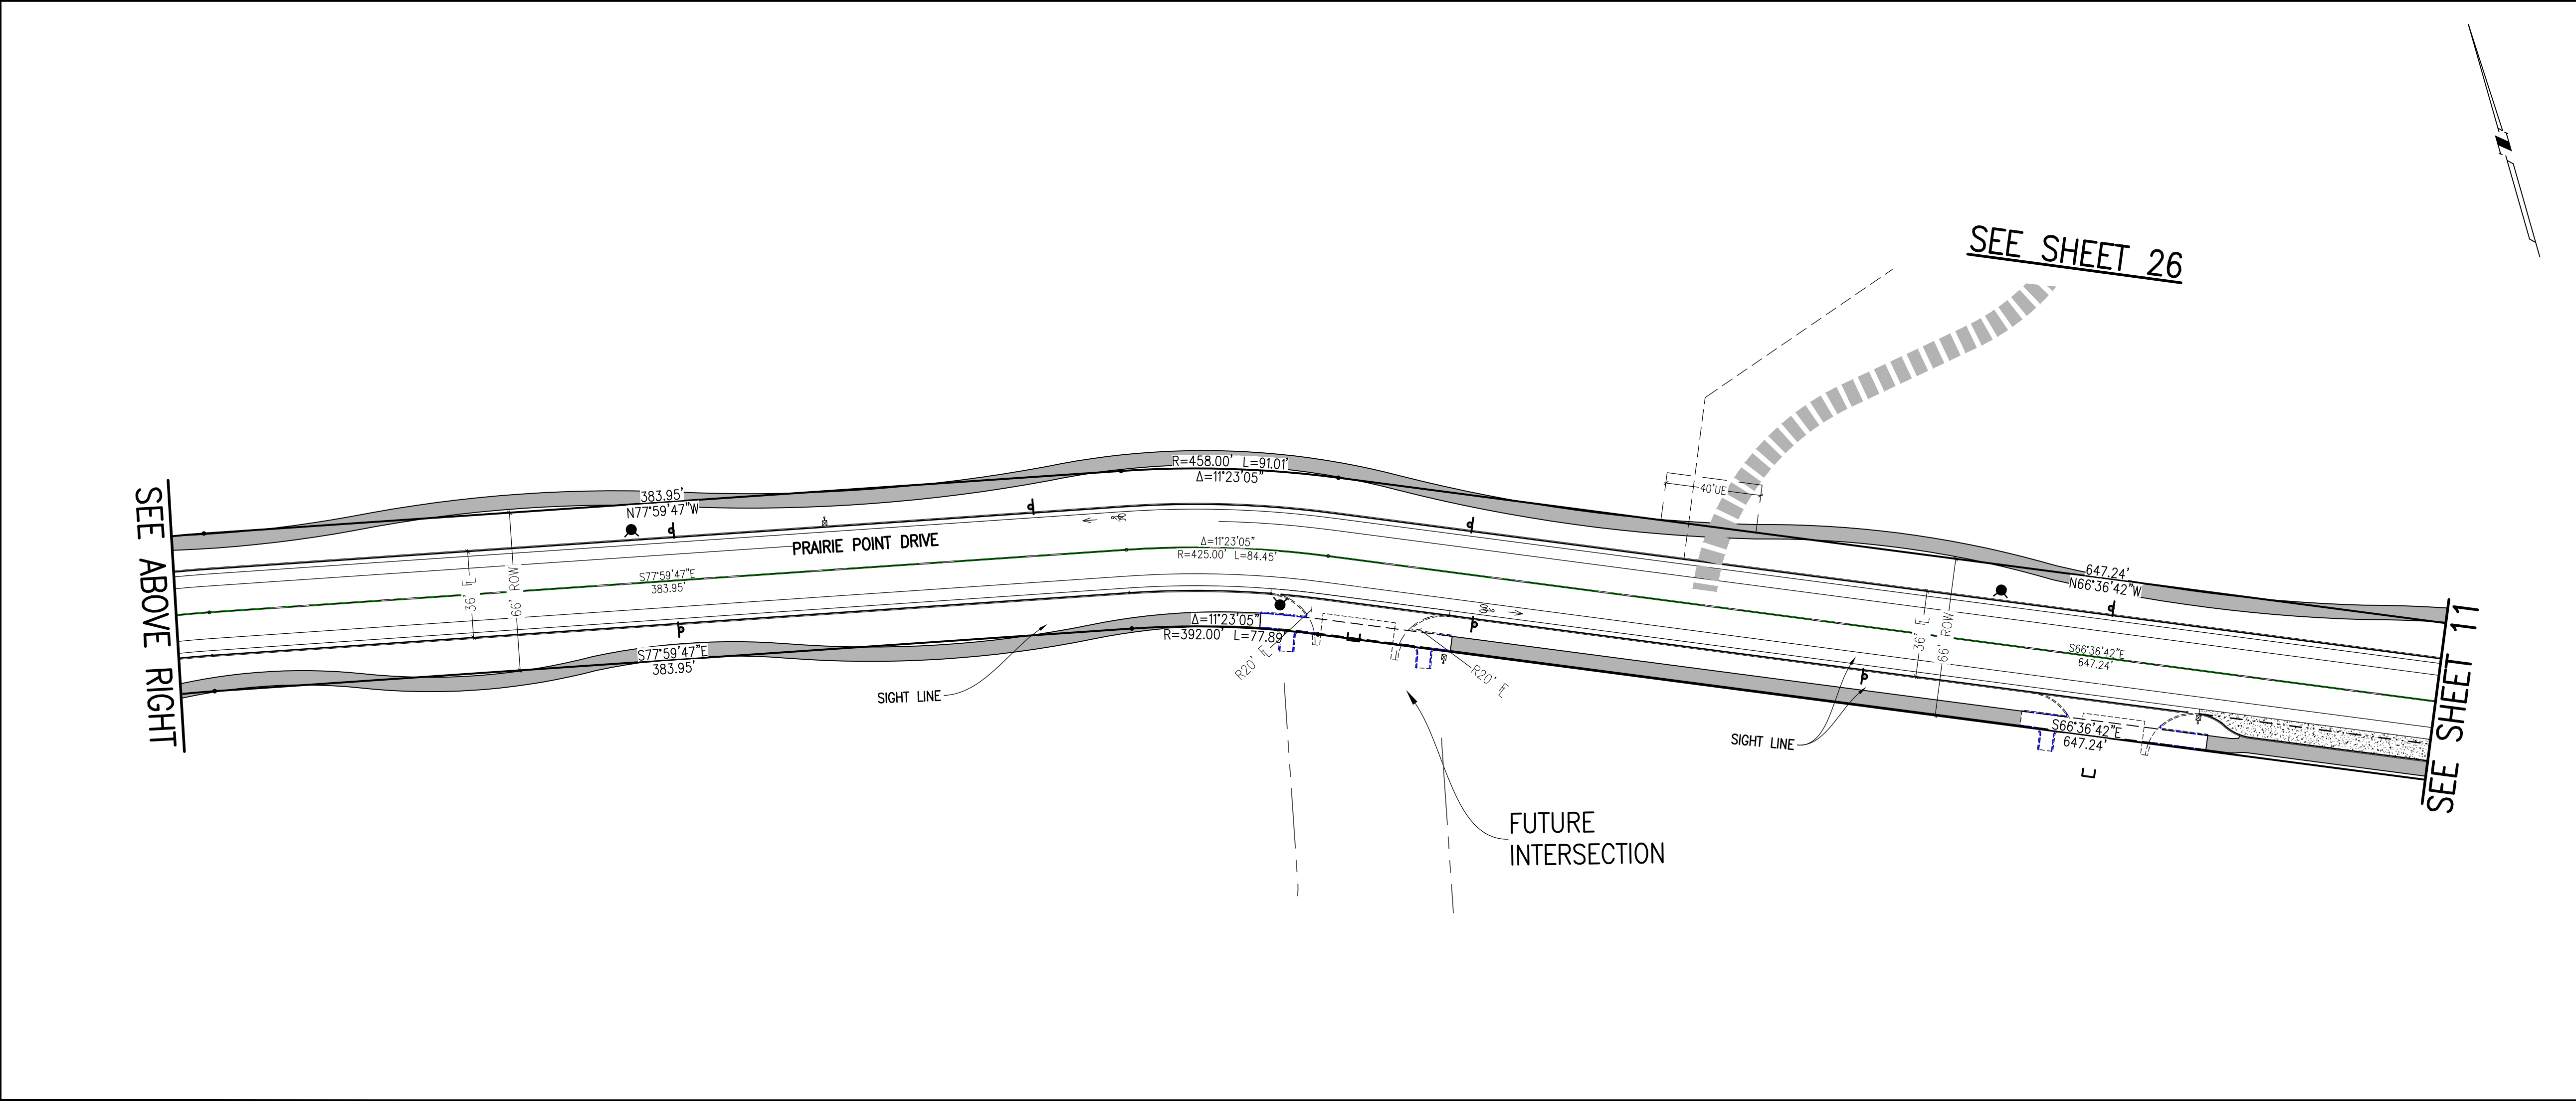 SEE SHEET 26
40'UE
R=458.00' L=91.01'
Δ=11°23'05"
383.95'
N77°59'47"W
PRAIRIE POINT DRIVE
Δ=11°23'05"
R=425.00' L=84.45'
S77°59'47"E
383.95'
36' FL
66' ROW
647.24'
N66°36'42"W
SEE ABOVE RIGHT
Δ=11°23'05"
R=392.00' L=77.89'
S77°59'47"E
383.95'
R20' FL
R20' FL
36' FL
66' ROW
S66°36'42"E
647.24'
SIGHT LINE
SIGHT LINE
S66°36'42"E
647.24'
SEE SHEET 11
FUTURE
INTERSECTION